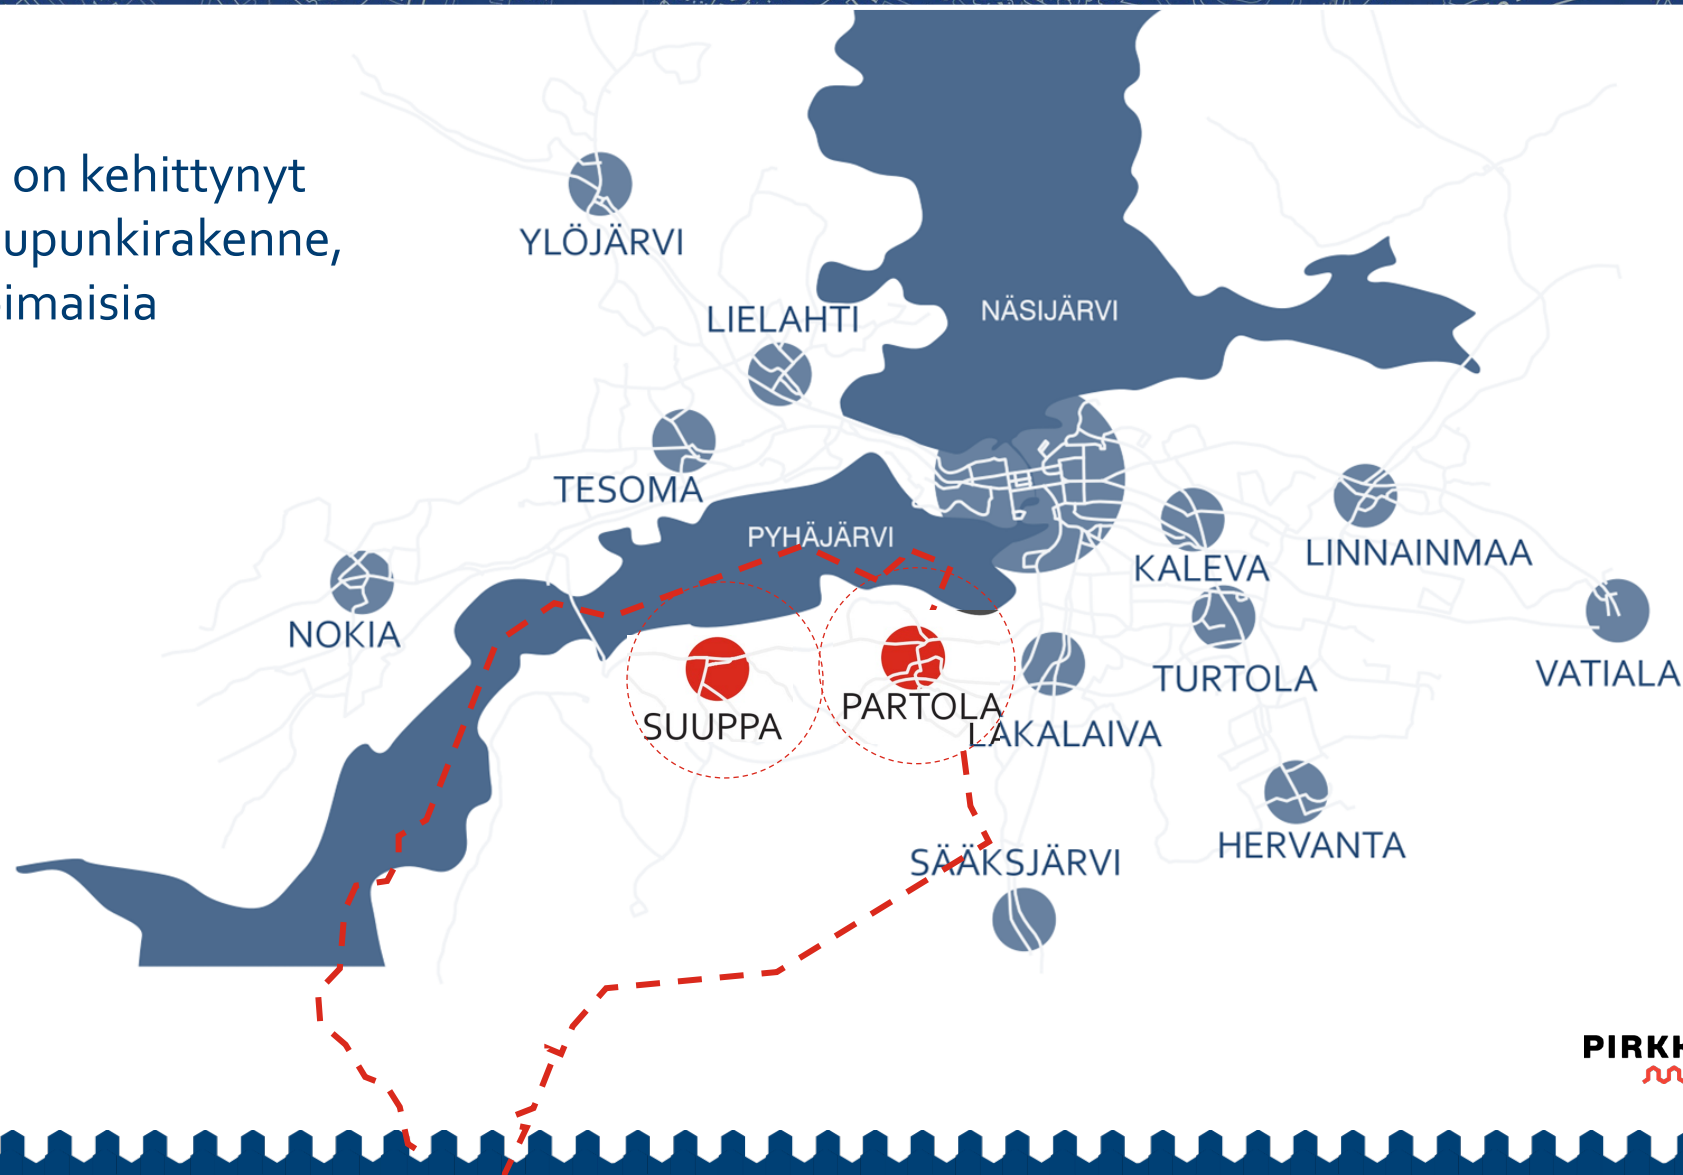 on kehittynyt
upunkirakenne,
imaisia
YLÖJÄRVI
LIELAHTI
NÄSIJÄRVI
TESOMA
PYHÄJÄRVI
KALEVA
LINNAINMAA
NOKIA
TURTOLA
VATIALA
SUUPPA
PARTOLA
LAKALAIVA
HERVANTA
SÄÄKSJÄRVI
PIRKH